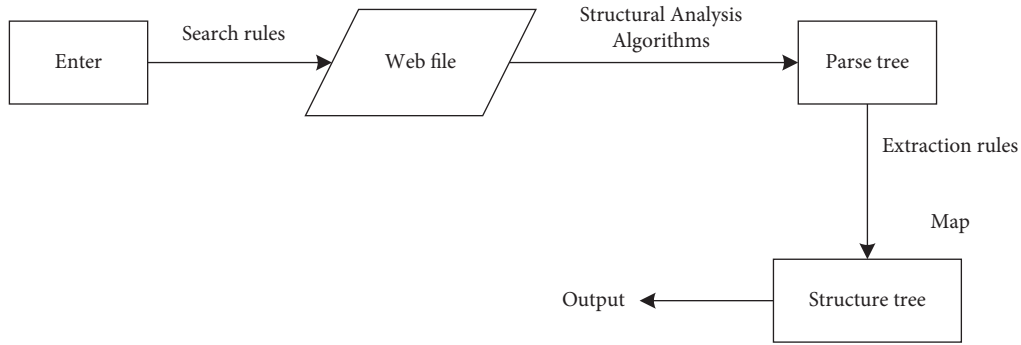 Enter
Search rules
Web file
Structural Analysis
Algorithms
Parse tree
Extraction rules
Map
Structure tree
Output